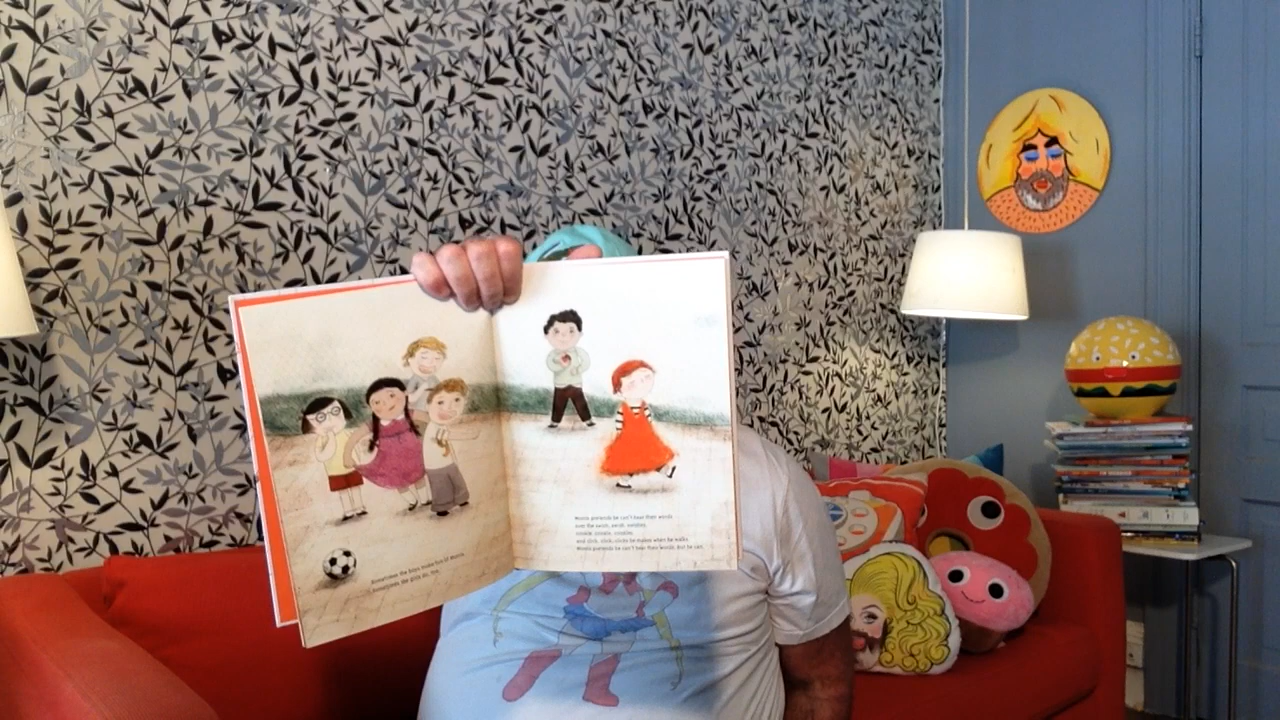 Sometimes the boys make fun of Morris.
Sometimes, the girls do, too.
Morris pretends he can't hear their words
over the swish, swish, swishes,
crinkle, crinkle, crinkles,
and click, click, clicks he makes when he walks.
Morris pretends he can't hear their words. But he can.